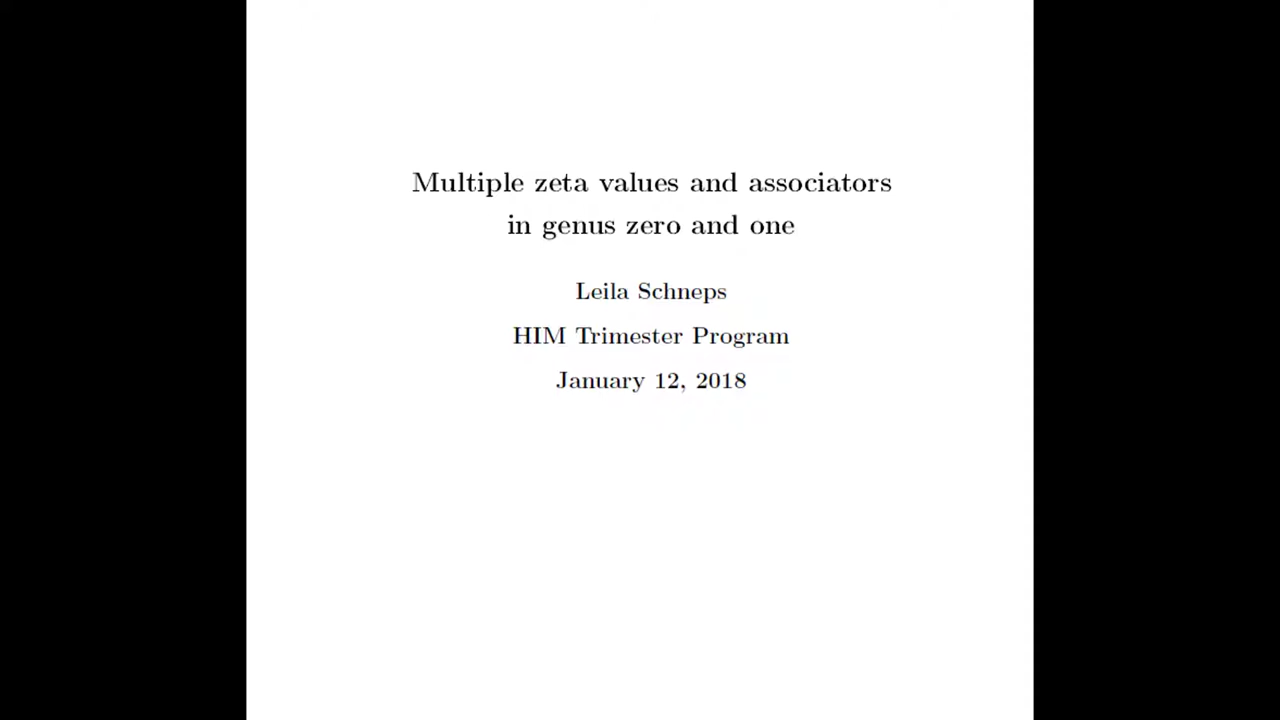 Multiple zeta values and associators
in genus zero and one
Leila Schneps
HIM Trimester Program
January 12, 2018